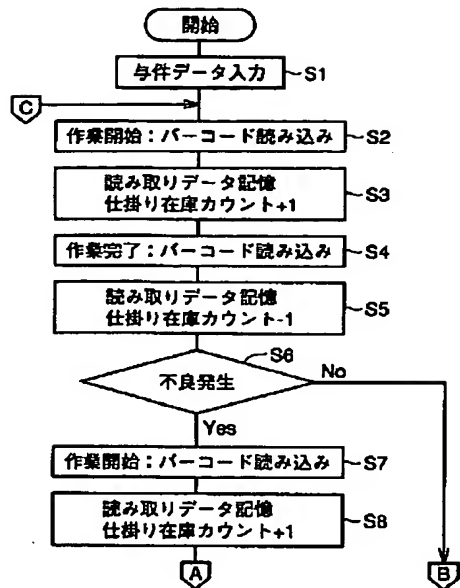 開始
与件データ入力 S1
C
作業開始：バーコード読み込み S2
読み取りデータ記憶
仕掛り在庫カウント+1 S3
作業完了：バーコード読み込み S4
読み取りデータ記憶
仕掛り在庫カウント-1 S5
S6
不良発生 No
Yes
作業開始：バーコード読み込み S7
読み取りデータ記憶
仕掛り在庫カウント+1 S8
A B